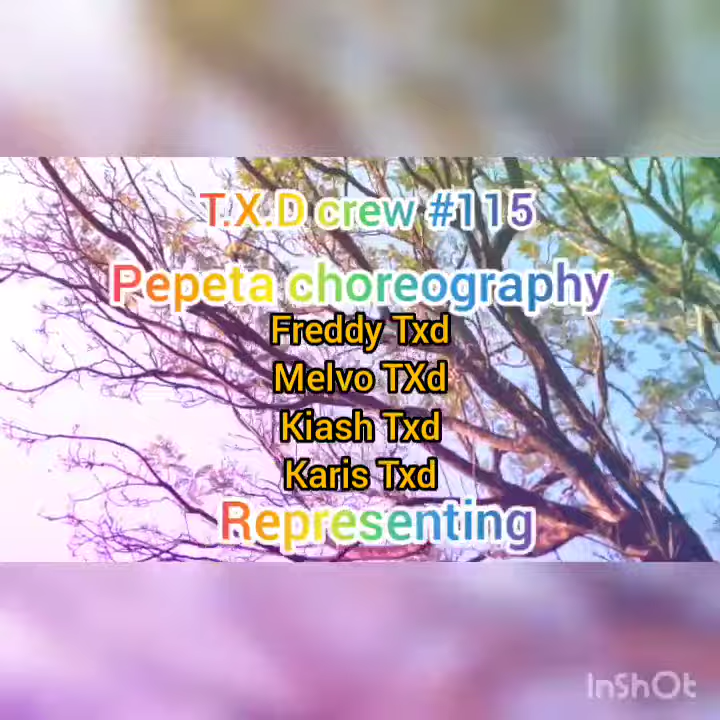 T.X.D crew #115
Pepeta choreography
Freddy Txd
Melvo TXd
Kiash Txd
Karis Txd
Representing
InShOt